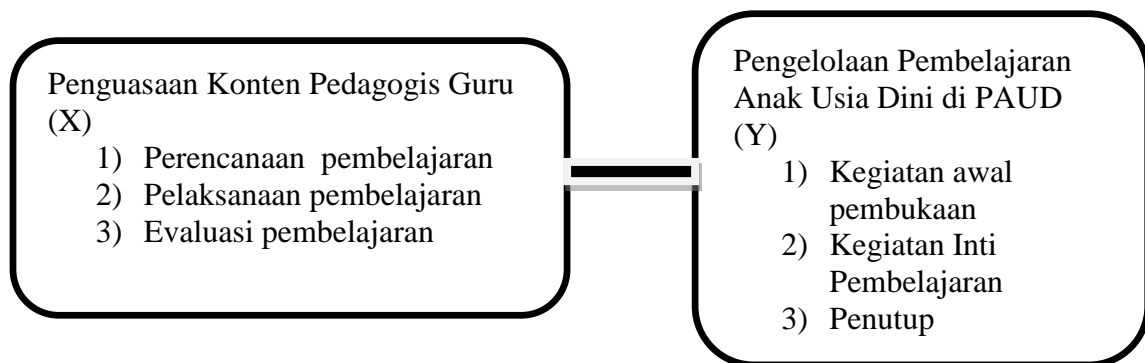 Penguasaan Konten Pedagogis Guru
(X)
1) Perencanaan pembelajaran
2) Pelaksanaan pembelajaran
3) Evaluasi pembelajaran
Pengelolaan Pembelajaran
Anak Usia Dini di PAUD
(Y)
1) Kegiatan awal
pembukaan
2) Kegiatan Inti
Pembelajaran
3) Penutup